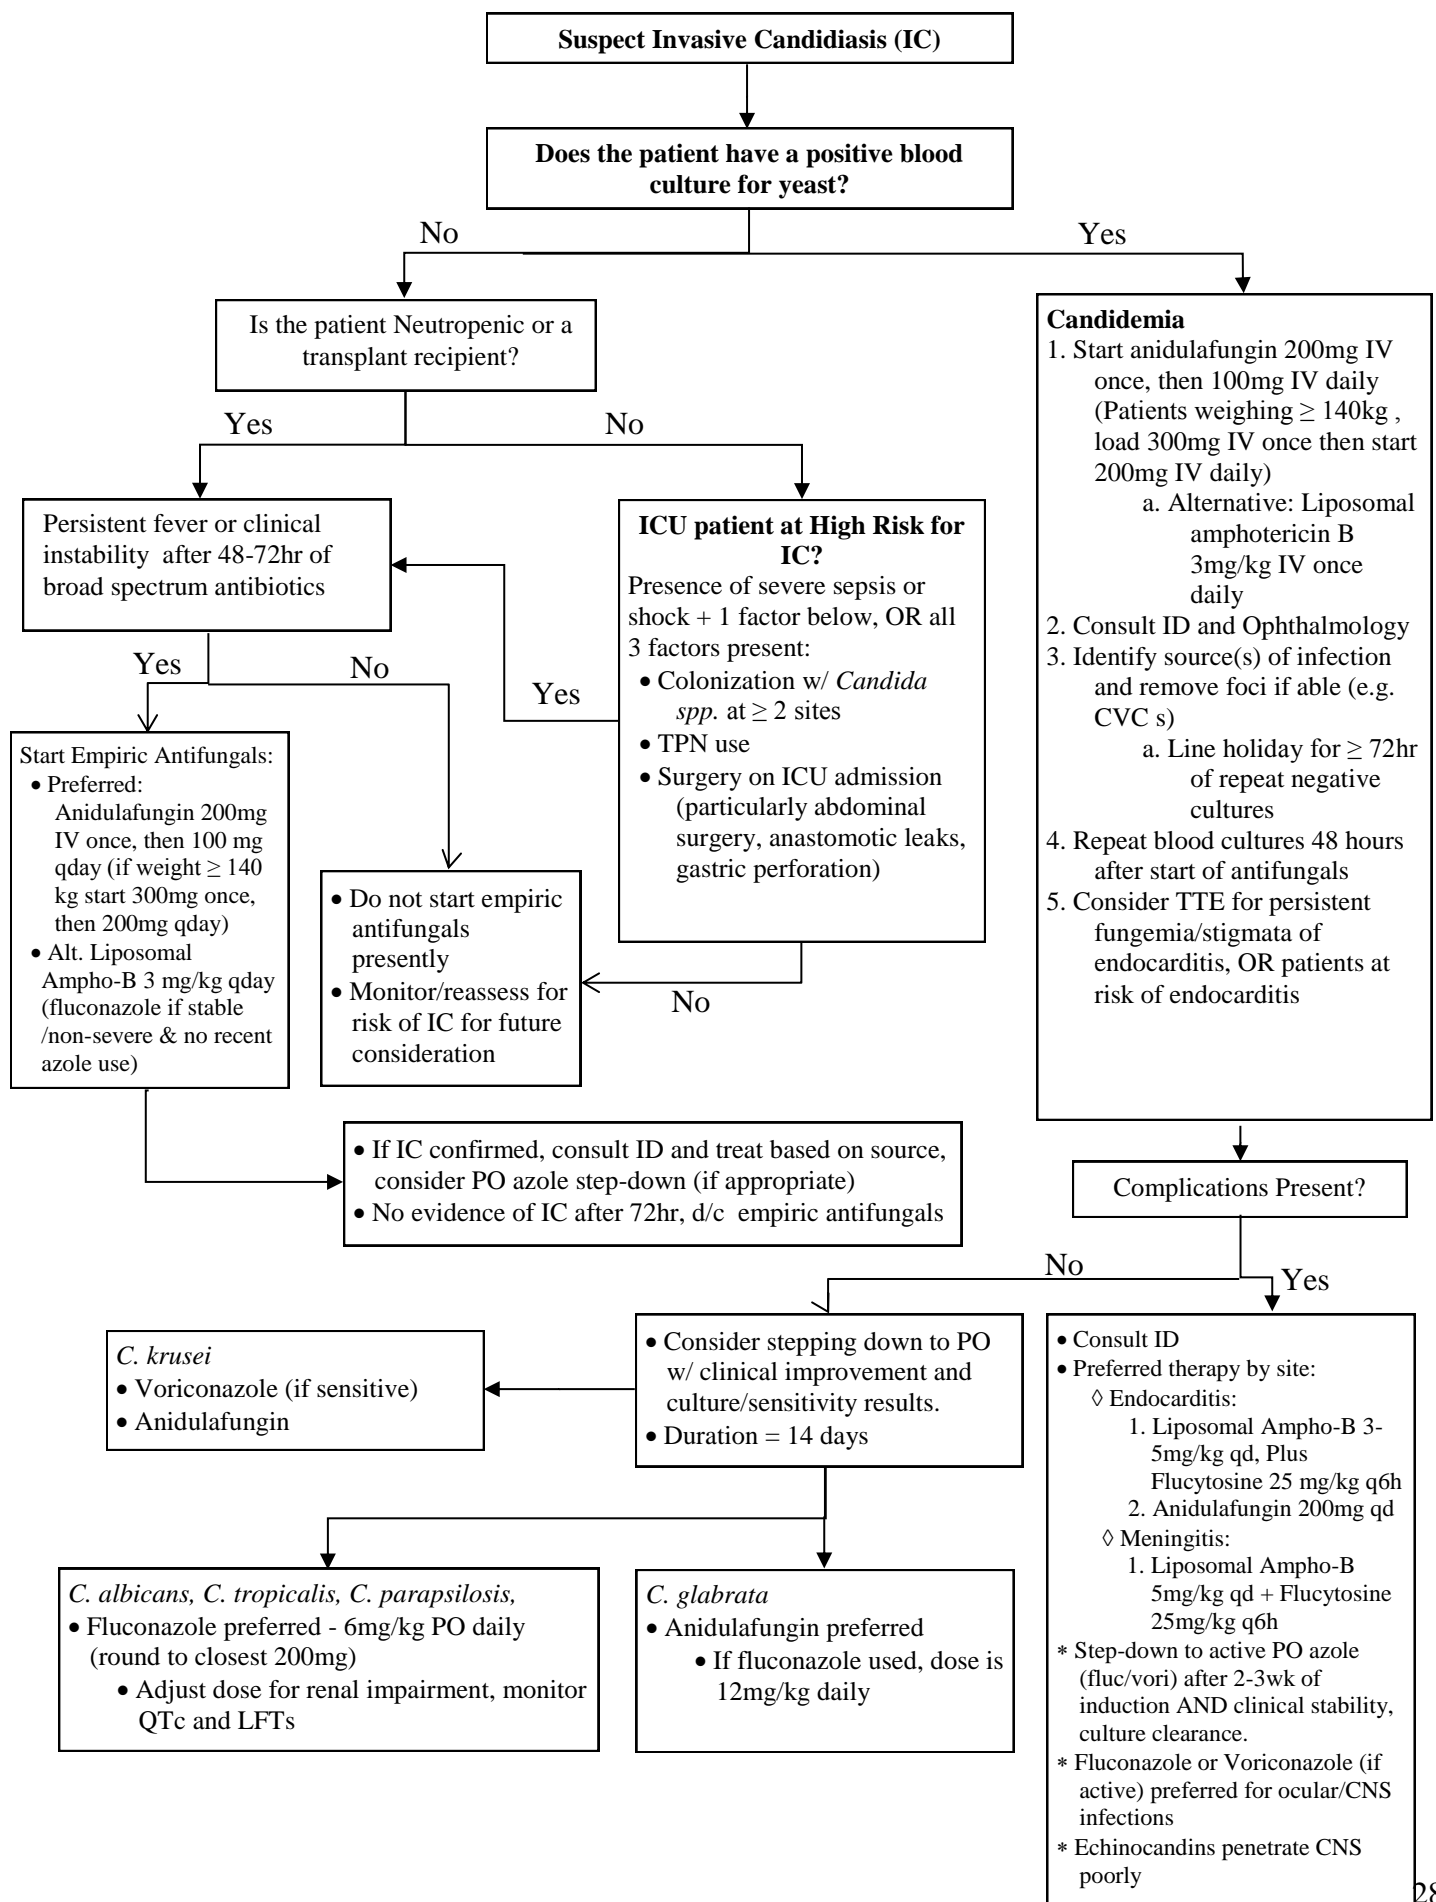 Suspect Invasive Candidiasis (IC)
Does the patient have a positive blood
culture for yeast?
No
Yes
Is the patient Neutropenic or a
transplant recipient?
Yes
No
Candidemia
1. Start anidulafungin 200mg IV
once, then 100mg IV daily
(Patients weighing ≥ 140kg ,
load 300mg IV once then start
200mg IV daily)
a. Alternative: Liposomal
amphotericin B
3mg/kg IV once
daily
2. Consult ID and Ophthalmology
3. Identify source(s) of infection
and remove foci if able (e.g.
CVC s)
a. Line holiday for ≥ 72hr
of repeat negative
cultures
4. Repeat blood cultures 48 hours
after start of antifungals
5. Consider TTE for persistent
fungemia/stigmata of
endocarditis, OR patients at
risk of endocarditis
Persistent fever or clinical
instability after 48-72hr of
broad spectrum antibiotics
ICU patient at High Risk for
IC?
Presence of severe sepsis or
shock + 1 factor below, OR all
3 factors present:
• Colonization w/ Candida
spp. at ≥ 2 sites
• TPN use
• Surgery on ICU admission
(particularly abdominal
surgery, anastomotic leaks,
gastric perforation)
Yes
No
Yes
Start Empiric Antifungals:
• Preferred:
Anidulafungin 200mg
IV once, then 100 mg
qday (if weight ≥ 140
kg start 300mg once,
then 200mg qday)
• Alt. Liposomal
Ampho-B 3 mg/kg qday
(fluconazole if stable
/non-severe & no recent
azole use)
• Do not start empiric
antifungals
presently
• Monitor/reassess for
risk of IC for future
consideration
No
• If IC confirmed, consult ID and treat based on source,
consider PO azole step-down (if appropriate)
• No evidence of IC after 72hr, d/c empiric antifungals
Complications Present?
No
Yes
C. krusei
• Voriconazole (if sensitive)
• Anidulafungin
• Consider stepping down to PO
w/ clinical improvement and
culture/sensitivity results.
• Duration = 14 days
• Consult ID
• Preferred therapy by site:
◊ Endocarditis:
1. Liposomal Ampho-B 3-
5mg/kg qd, Plus
Flucytosine 25 mg/kg q6h
2. Anidulafungin 200mg qd
◊ Meningitis:
1. Liposomal Ampho-B
5mg/kg qd + Flucytosine
25mg/kg q6h
* Step-down to active PO azole
(fluc/vori) after 2-3wk of
induction AND clinical stability,
culture clearance.
* Fluconazole or Voriconazole (if
active) preferred for ocular/CNS
infections
* Echinocandins penetrate CNS
poorly
C. albicans, C. tropicalis, C. parapsilosis,
• Fluconazole preferred - 6mg/kg PO daily
(round to closest 200mg)
• Adjust dose for renal impairment, monitor
QTc and LFTs
C. glabrata
• Anidulafungin preferred
• If fluconazole used, dose is
12mg/kg daily